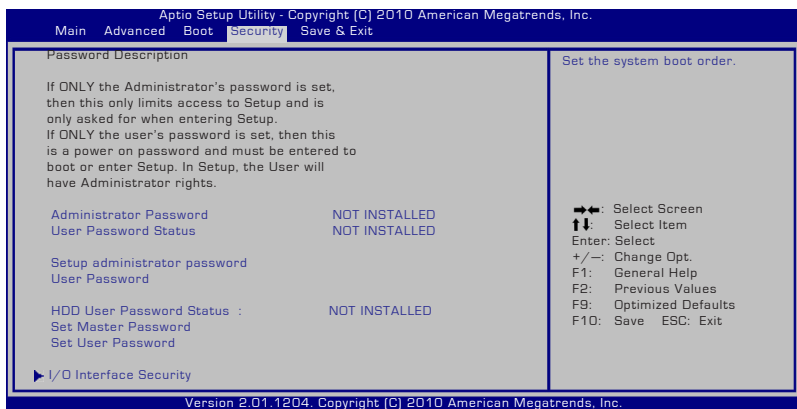 Aptio Setup Utility - Copyright (C) 2010 American Megatrends, Inc.
Main Advanced Boot Security Save & Exit
Password Description
If ONLY the Administrator's password is set,
then this only limits access to Setup and is
only asked for when entering Setup.
If ONLY the user's password is set, then this
is a power on password and must be entered to
boot or enter Setup. In Setup, the User will
have Administrator rights.
Administrator Password NOT INSTALLED
User Password Status NOT INSTALLED
Setup administrator password
User Password
HDD User Password Status : NOT INSTALLED
Set Master Password
Set User Password
I/O Interface Security
Set the system boot order.
→←: Select Screen
↑↓: Select Item
Enter: Select
+/—: Change Opt.
F1: General Help
F2: Previous Values
F9: Optimized Defaults
F10: Save ESC: Exit
Version 2.01.1204. Copyright (C) 2010 American Megatrends, Inc.